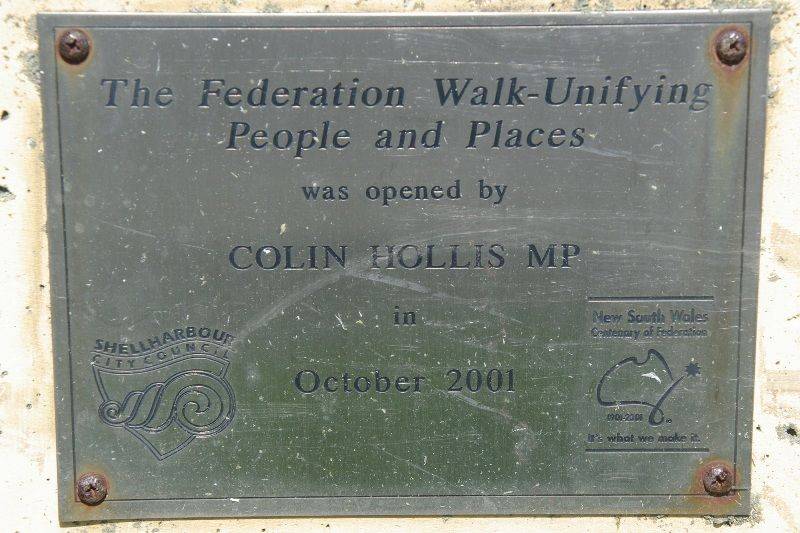 The Federation Walk-Unifying
People and Places
was opened by
COLIN HOLLIS MP
in
October 2001
SHELLHARBOUR
CITY COUNCIL
New South Wales
Centenary of Federation
1901-2001
It's what we make it.